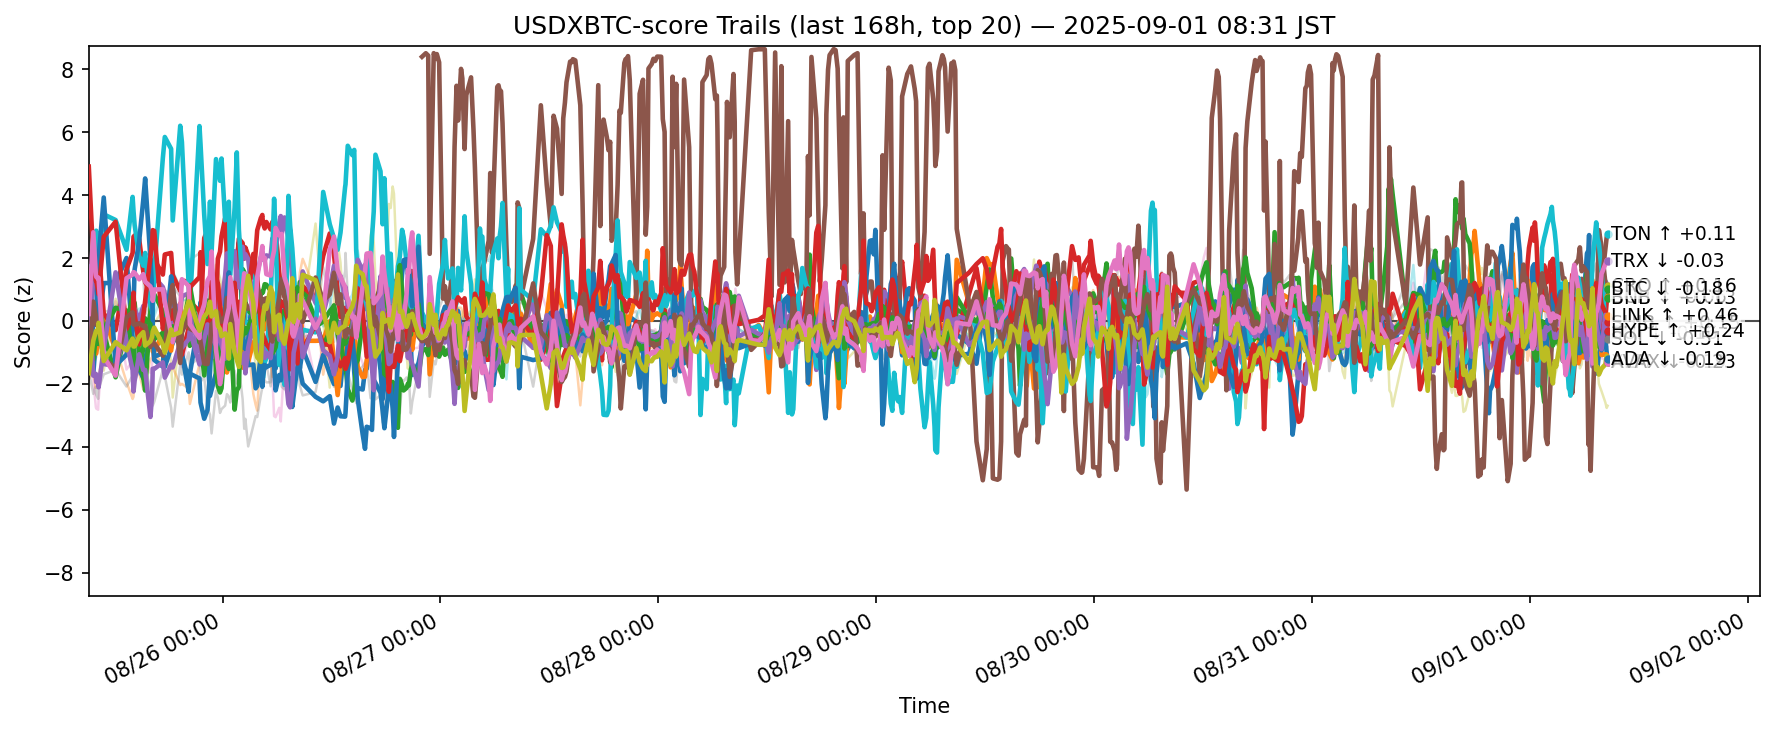 USDXBTC-score Trails (last 168h, top 20) — 2025-09-01 08:31 JST
Score (z)
8
6
4
2
0
−2
−4
−6
−8
TON ↑ +0.11
TRX ↓ -0.03
BTC ↓ -0.18
BNB
LINK ↑ +0.46
HYPE ↑ +0.24
SOL ↓
ADA ↓ -0.19
08/26 00:00
08/27 00:00
08/28 00:00
08/29 00:00
08/30 00:00
08/31 00:00
09/01 00:00
09/02 00:00
Time